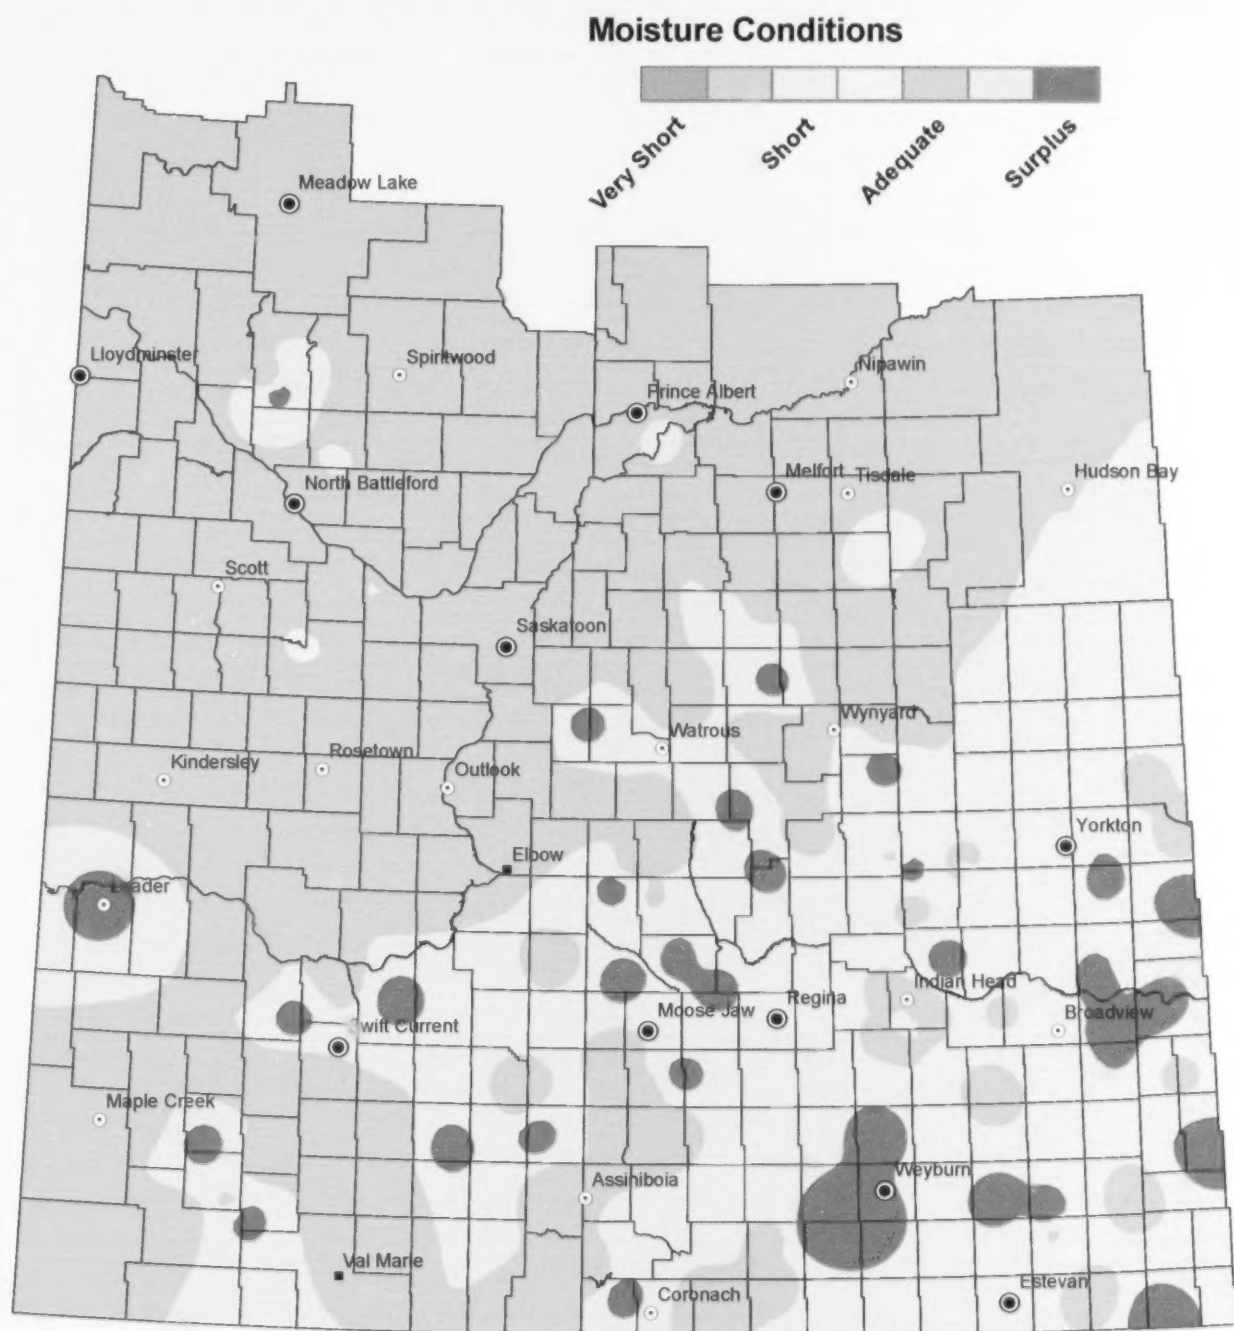 Moisture Conditions
Very Short
Short
Adequate
Surplus
Meadow Lake
Lloydminster
Spiritwood
Nipawin
Prince Albert
North Battleford
Melfort
Tisdale
Hudson Bay
Scott
Saskatoon
Watrous
Wynyard
Kindersley
Rosetown
Outlook
Yorkton
Elbow
Leader
Indian Head
Regina
Moose Jaw
Broadview
Swift Current
Maple Creek
Assiniboia
Weyburn
Val Marie
Coronach
Estevan